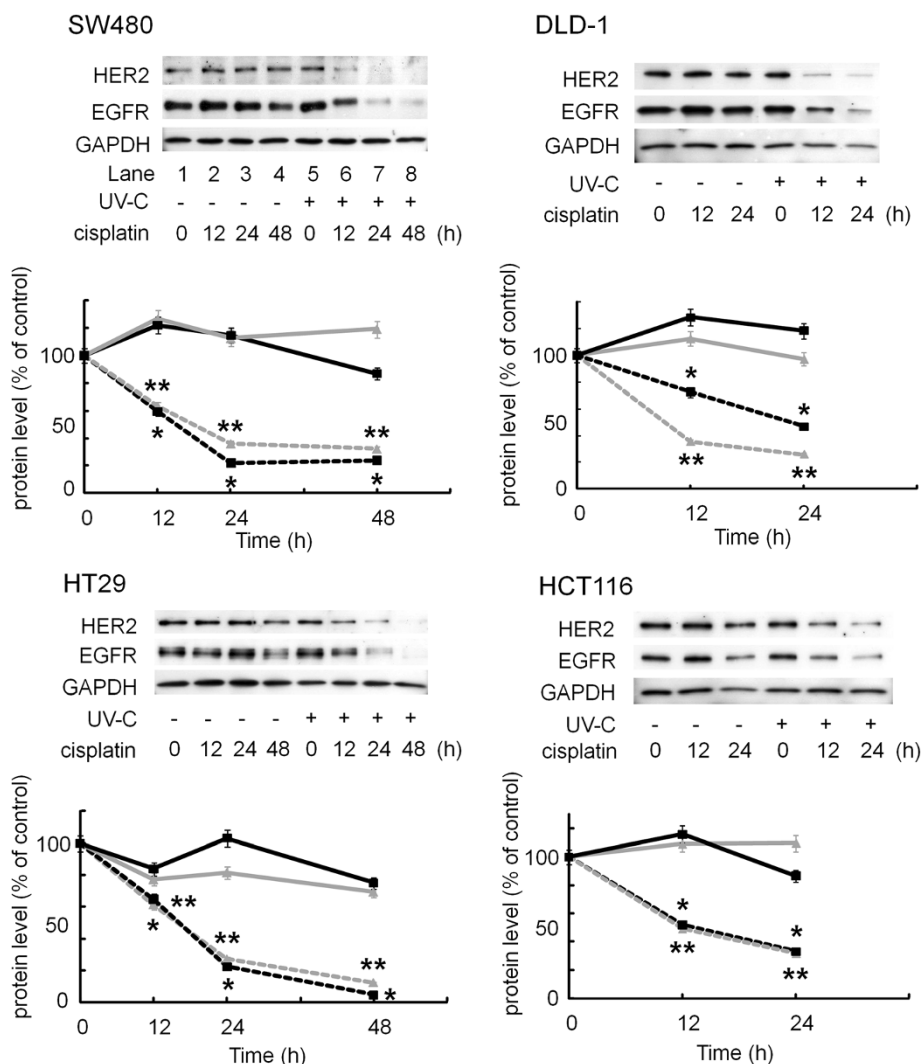 SW480
HER2
EGFR
GAPDH
Lane 1 2 3 4 5 6 7 8
UV-C - - - - + + + +
cisplatin 0 12 24 48 0 12 24 48
protein level (% of control)
100
50
0
** ** **
* * *
0 12 24 48
Time (h)
DLD-1
HER2
EGFR
GAPDH
UV-C - - - + + +
cisplatin 0 12 24 0 12 24 (h)
protein level (% of control)
100
50
0
* *
** **
0 12 24
Time (h)
HT29
HER2
EGFR
GAPDH
UV-C - - - - + + + +
cisplatin 0 12 24 48 0 12 24 48
protein level (% of control)
100
50
0
** ** **
* * *
0 12 24 48
Time (h)
HCT116
HER2
EGFR
GAPDH
UV-C - - - + + +
cisplatin 0 12 24 0 12 24 (h)
protein level (% of control)
100
50
0
* *
** **
0 12 24
Time (h)